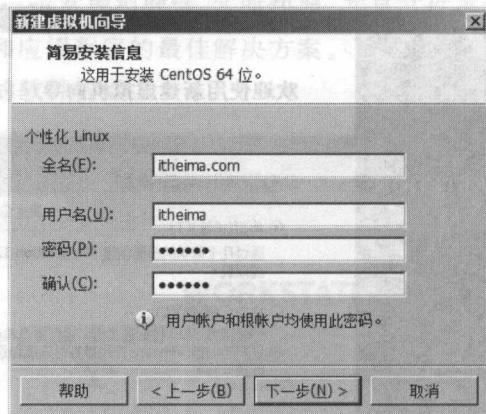 新建虚拟机向导
简易安装信息
这用于安装 CentOS 64 位。
个性化 Linux
全名(F): itheima.com
用户名(U): itheima
密码(P): ●●●●●●
确认(C): ●●●●●●
用户帐户和根帐户均使用此密码。
帮助 < 上一步(B) 下一步(N) > 取消